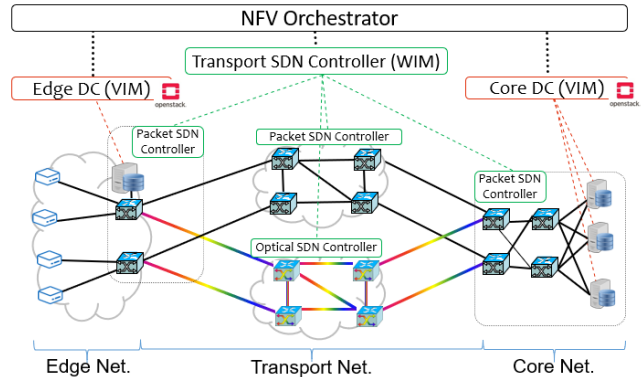 NFV Orchestrator
Transport SDN Controller (WIM)
Edge DC (VIM)
openstack
Core DC (VIM)
openstack
Packet SDN
Controller
Packet SDN Controller
Packet SDN
Controller
Optical SDN Controller
Edge Net.
Transport Net.
Core Net.